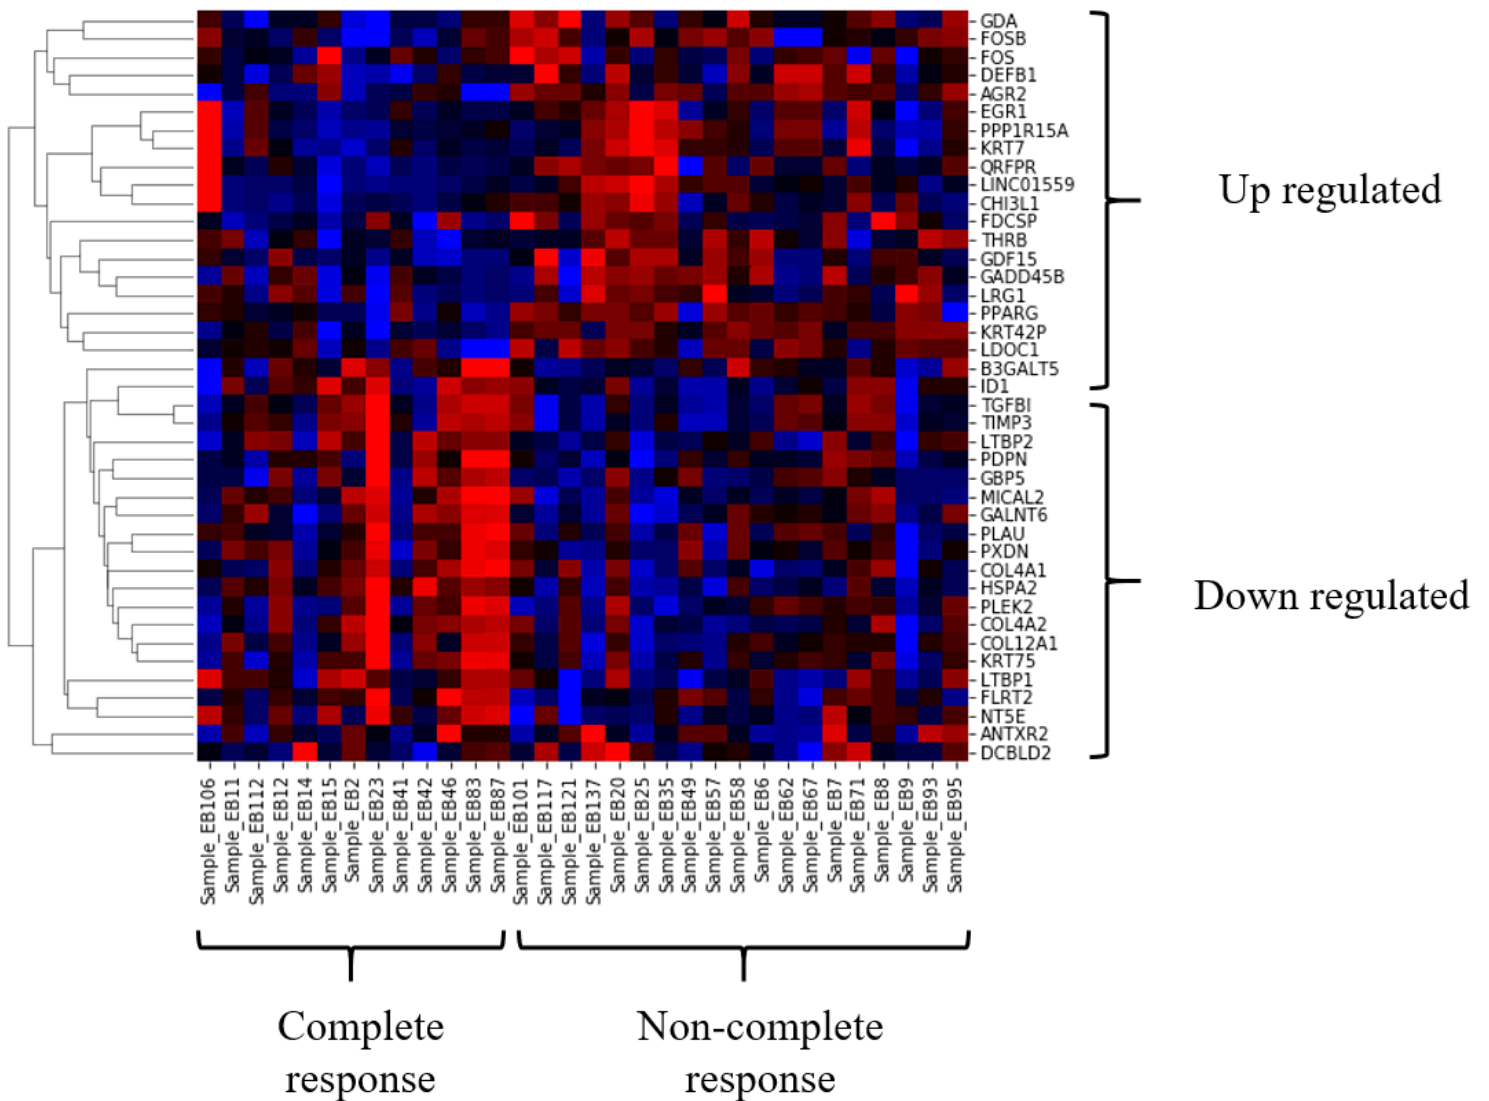 GDA
FOSB
FOS
DEFB1
AGR2
EGR1
PPP1R15A
KRT7
QRFPR
LINC01559
CHI3L1
FDCSP
THRB
GDF15
GADD45B
LRG1
PPARG
KRT42P
LDOC1
B3GALT5
ID1
TGFBI
TIMP3
LTBP2
PDPN
GBP5
MICAL2
GALNT6
PLAU
PXDN
COL4A1
HSPA2
PLEK2
COL4A2
COL12A1
KRT75
LTBP1
FLRT2
NT5E
ANTXR2
DCBLD2
Up regulated
Down regulated
Sample_EB106
Sample_EB11
Sample_EB112
Sample_EB12
Sample_EB14
Sample_EB15
Sample_EB2
Sample_EB23
Sample_EB41
Sample_EB42
Sample_EB46
Sample_EB83
Sample_EB87
Sample_EB101
Sample_EB117
Sample_EB121
Sample_EB137
Sample_EB20
Sample_EB25
Sample_EB35
Sample_EB49
Sample_EB57
Sample_EB58
Sample_EB6
Sample_EB62
Sample_EB67
Sample_EB7
Sample_EB71
Sample_EB8
Sample_EB9
Sample_EB93
Sample_EB95
Complete
response
Non-complete
response